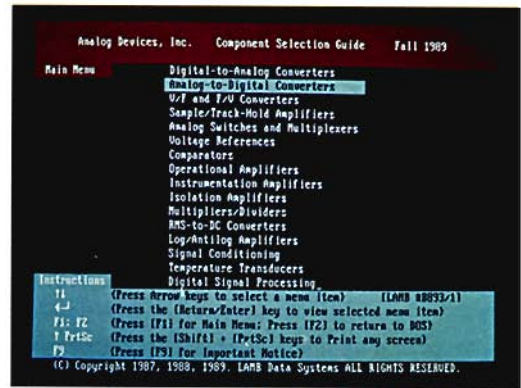 Analog Devices, Inc. Component Selection Guide Fall 1989
Main Menu
Digital-to-Analog Converters
Analog-to-Digital Converters
V/F and F/V Converters
Sample/Track-Hold Amplifiers
Analog Switches and Multiplexers
Voltage References
Comparators
Operational Amplifiers
Instrumentation Amplifiers
Isolation Amplifiers
Multipliers/Dividers
RMS-to-DC Converters
Log/Antilog Amplifiers
Signal Conditioning
Temperature Transducers
Digital Signal Processing
Instructions
↑↓ (Press Arrow keys to select a menu item) [LAMB #B893/1]
↵ (Press the [Return/Enter] key to view selected menu item)
F1: F2 (Press [F1] for Main Menu: Press [F2] to return to DOS)
↑ PrtSc (Press the [Shift] + [PrtSc] keys to Print any screen)
F9 (Press [F9] for Important Notice)
(C) Copyright 1987, 1988, 1989. LAMB Data Systems ALL RIGHTS RESERVED.